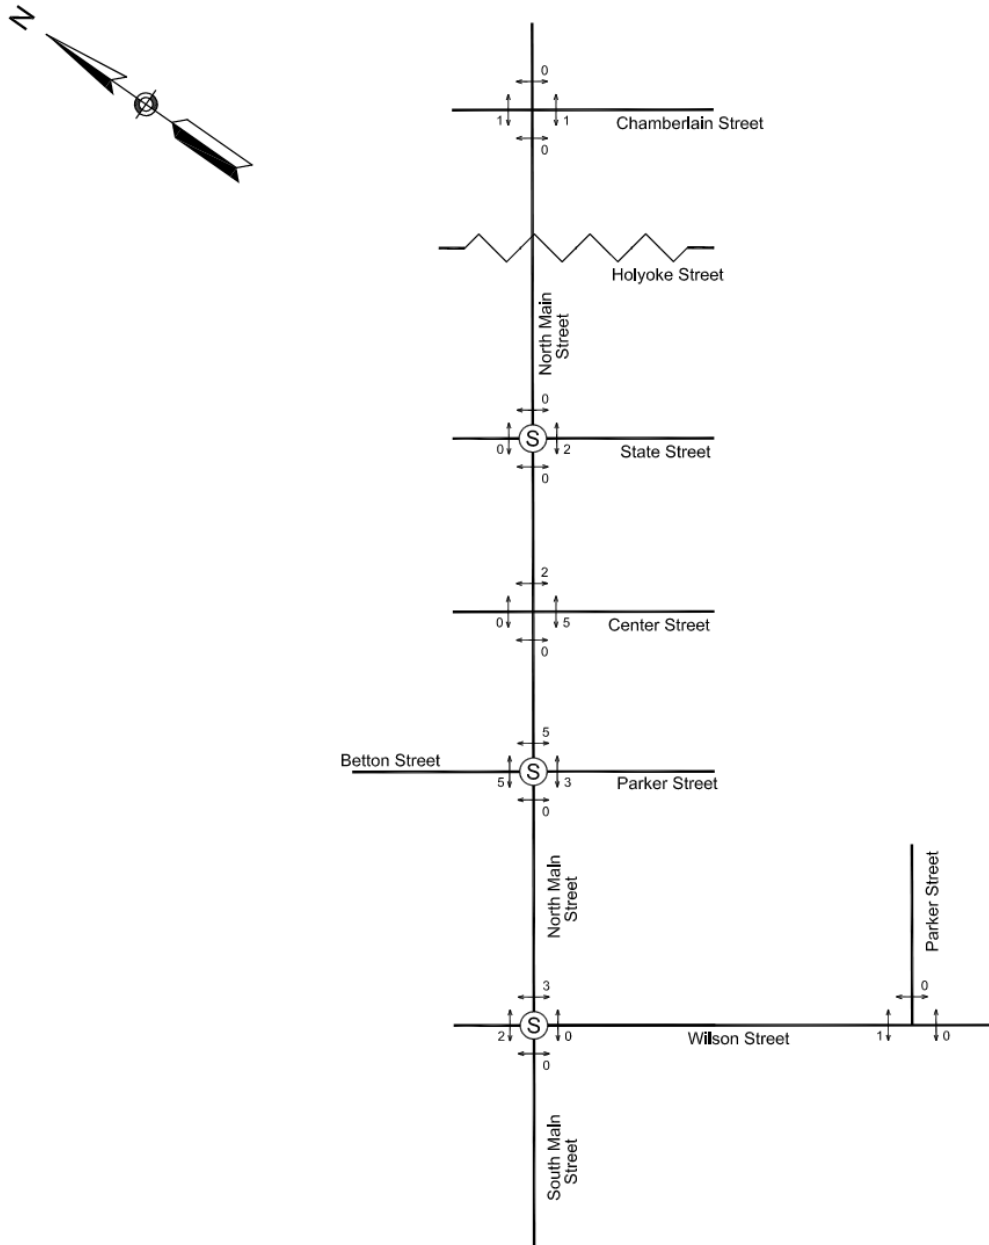 N
0
1
1
Chamberlain Street
0
Holyoke Street
North Main
Street
0
S
0
2
State Street
0
2
0
5
Center Street
0
5
Betton Street
S
5
3
Parker Street
0
North Main
Street
Parker Street
3
0
S
2
0
Wilson Street
1
0
0
South Main
Street